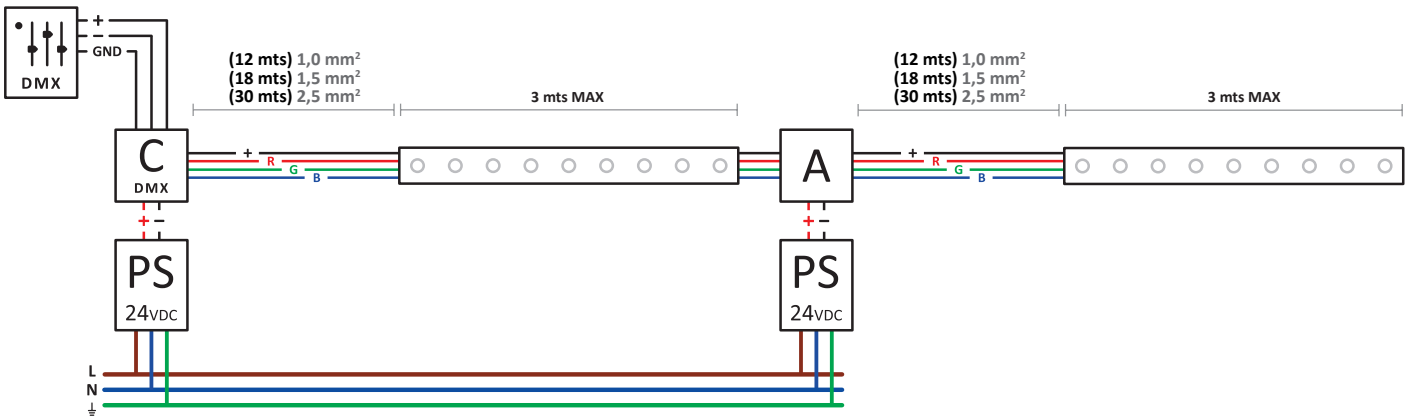 +
−
GND
DMX
(12 mts) 1,0 mm²
(18 mts) 1,5 mm²
(30 mts) 2,5 mm²
3 mts MAX
(12 mts) 1,0 mm²
(18 mts) 1,5 mm²
(30 mts) 2,5 mm²
3 mts MAX
C
DMX
+
R
G
B
A
+
R
G
B
+ −
+ −
PS
24VDC
PS
24VDC
L
N